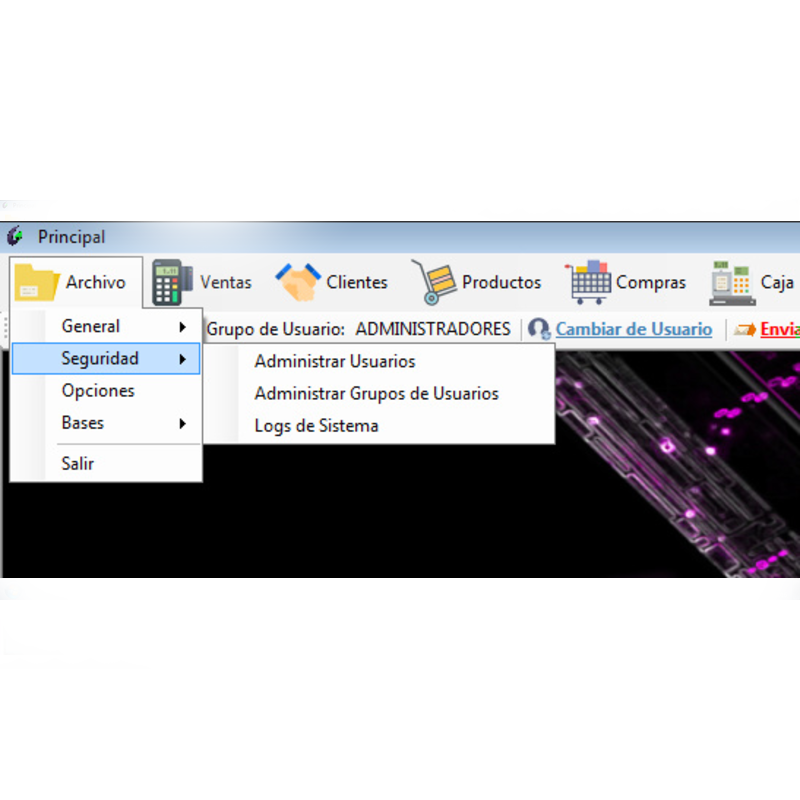 Principal
Archivo Ventas Clientes Productos Compras Caja
General Grupo de Usuario: ADMINISTRADORES Cambiar de Usuario Envia
Seguridad Administrar Usuarios
Opciones Administrar Grupos de Usuarios
Bases Logs de Sistema
Salir